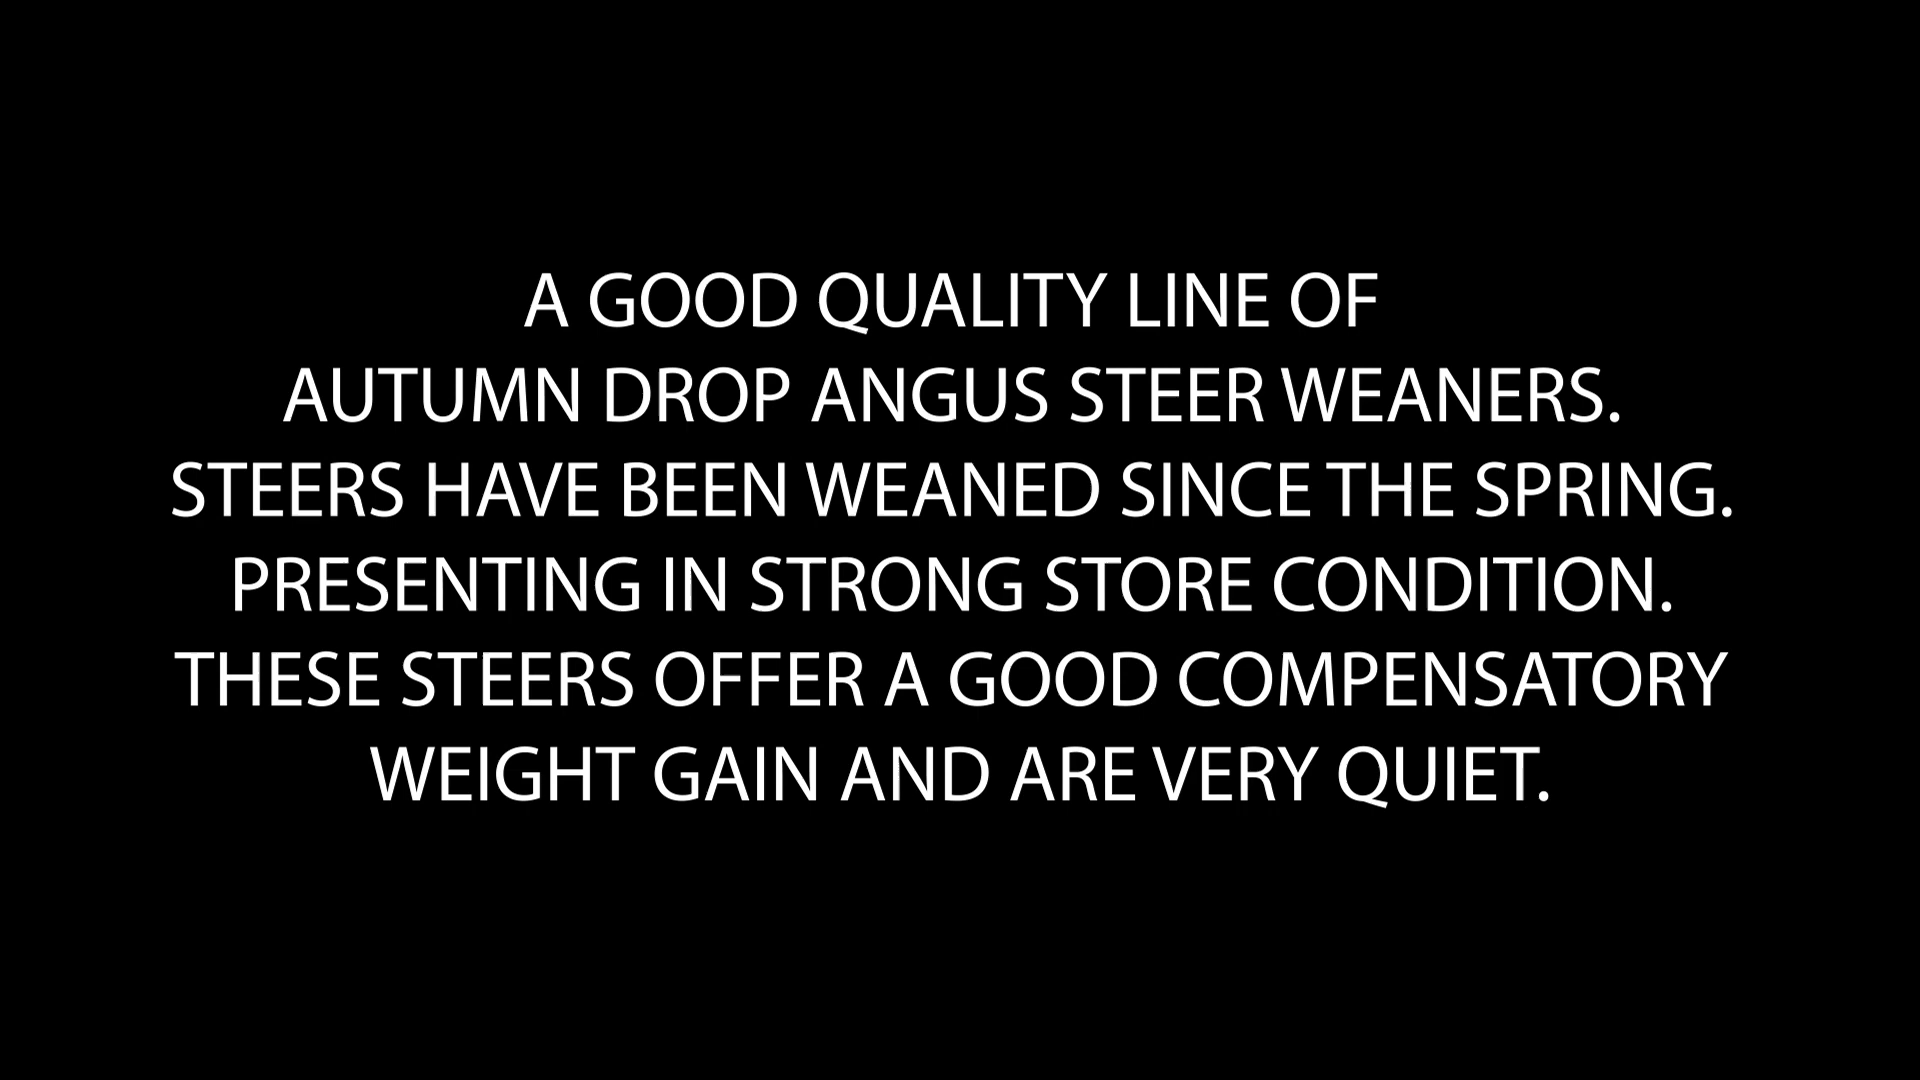 A GOOD QUALITY LINE OF
AUTUMN DROP ANGUS STEER WEANERS.
STEERS HAVE BEEN WEANED SINCE THE SPRING.
PRESENTING IN STRONG STORE CONDITION.
THESE STEERS OFFER A GOOD COMPENSATORY
WEIGHT GAIN AND ARE VERY QUIET.